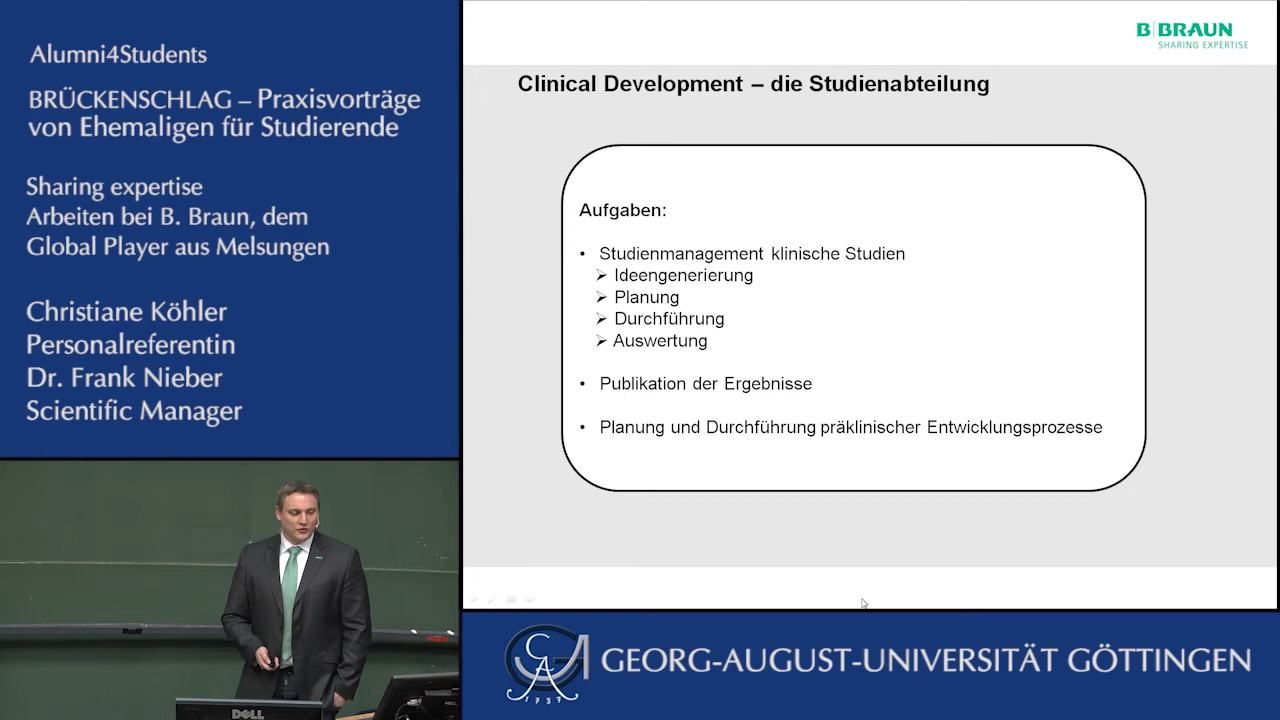 Alumni4Students
BRÜCKENSCHLAG – Praxisvorträge
von Ehemaligen für Studierende
Sharing expertise
Arbeiten bei B. Braun, dem
Global Player aus Melsungen
Christiane Köhler
Personalreferentin
Dr. Frank Nieber
Scientific Manager
B|BRAUN
SHARING EXPERTISE
Clinical Development – die Studienabteilung
Aufgaben:
• Studienmanagement klinische Studien
➢ Ideengenerierung
➢ Planung
➢ Durchführung
➢ Auswertung
• Publikation der Ergebnisse
• Planung und Durchführung präklinischer Entwicklungsprozesse
DELL
GA
1737
GEORG-AUGUST-UNIVERSITÄT GÖTTINGEN